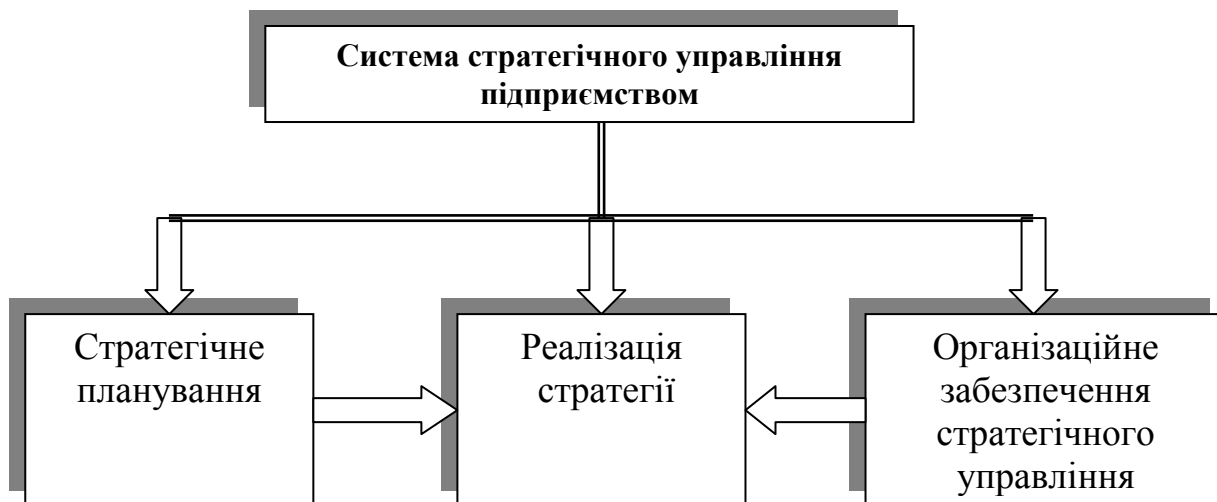 Система стратегічного управління
підприємством
Стратегічне
планування
Реалізація
стратегії
Організаційне
забезпечення
стратегічного
управління